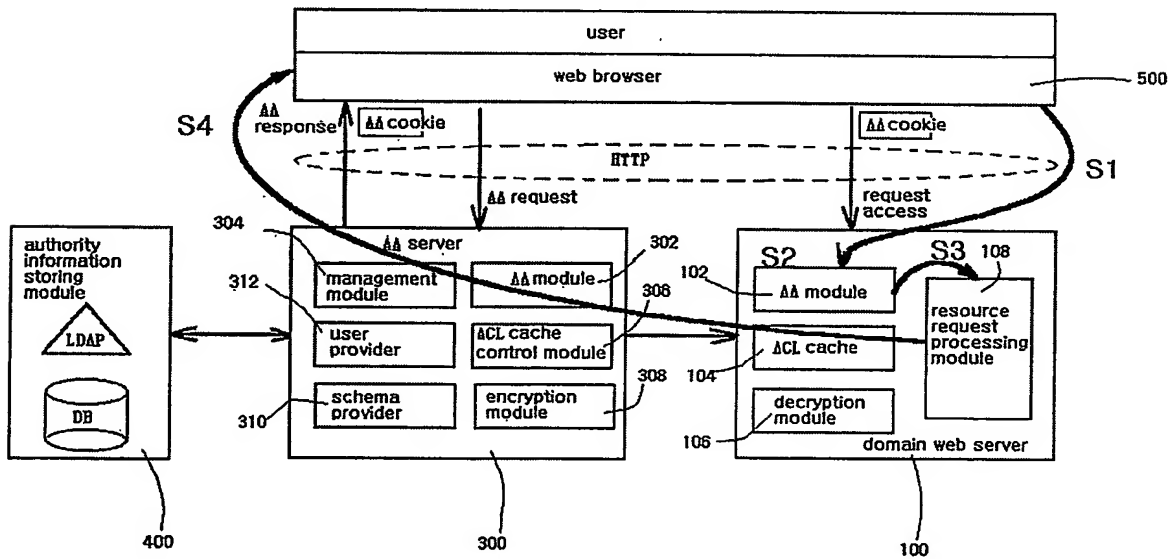 user
web browser
500
S4
AA
response
AA cookie
AA cookie
HTTP
S1
AA request
request
access
304
authority
information
storing
module
LDAP
DB
AA server
302
management
module
AA module
312
308
user
provider
ACL cache
control module
310
schema
provider
encryption
module
308
S2
S3
108
102
AA module
resource
request
processing
module
ACL cache
104
decryption
module
106
domain web server
400
300
100